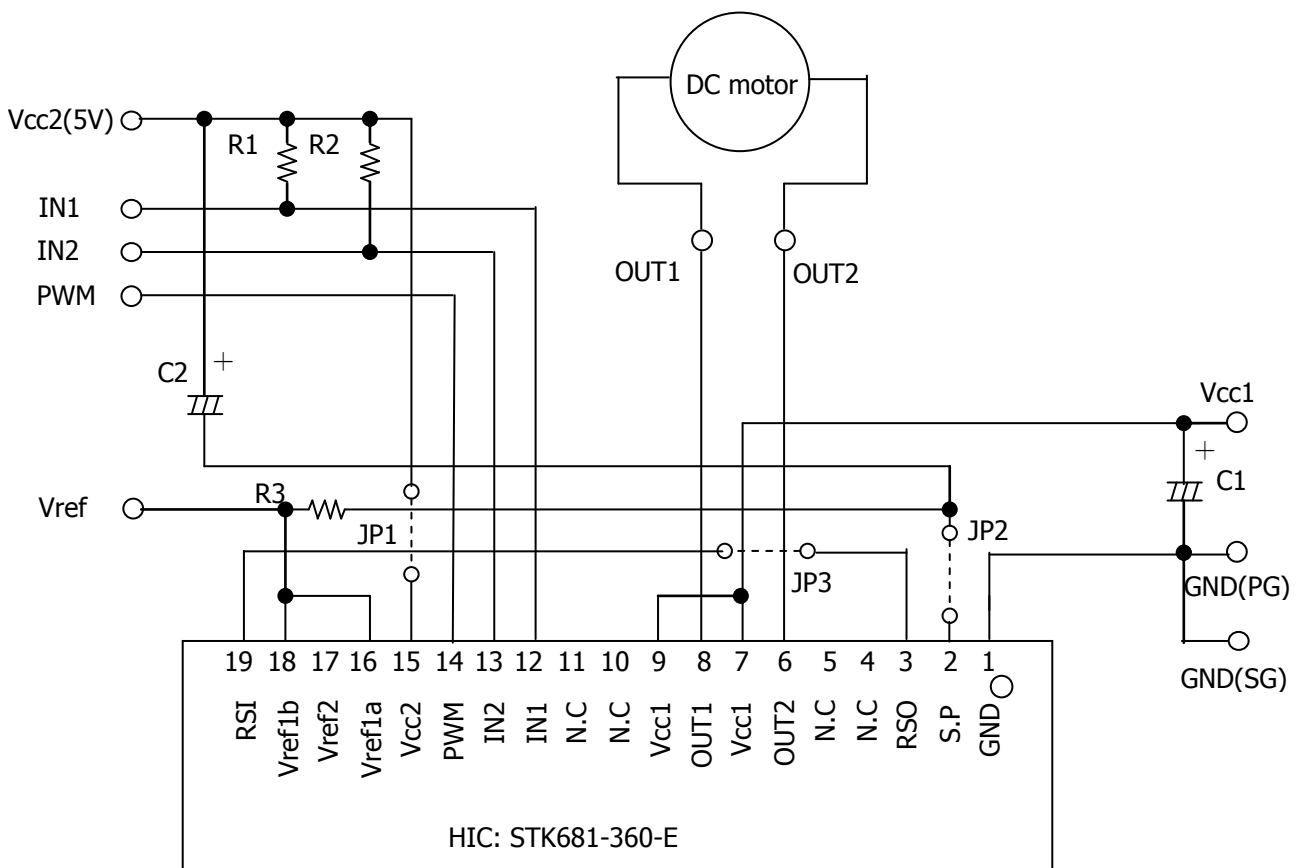 DC motor
Vcc2(5V)
R1
R2
IN1
IN2
PWM
OUT1
OUT2
C2
+
Vcc1
+
C1
Vref
R3
JP1
JP2
JP3
GND(PG)
GND(SG)
19 18 17 16 15 14 13 12 11 10 9 8 7 6 5 4 3 2 1
RSI
Vref1b
Vref2
Vref1a
Vcc2
PWM
IN2
IN1
N.C
N.C
Vcc1
OUT1
Vcc1
OUT2
N.C
N.C
RSO
S.P
GND
HIC: STK681-360-E